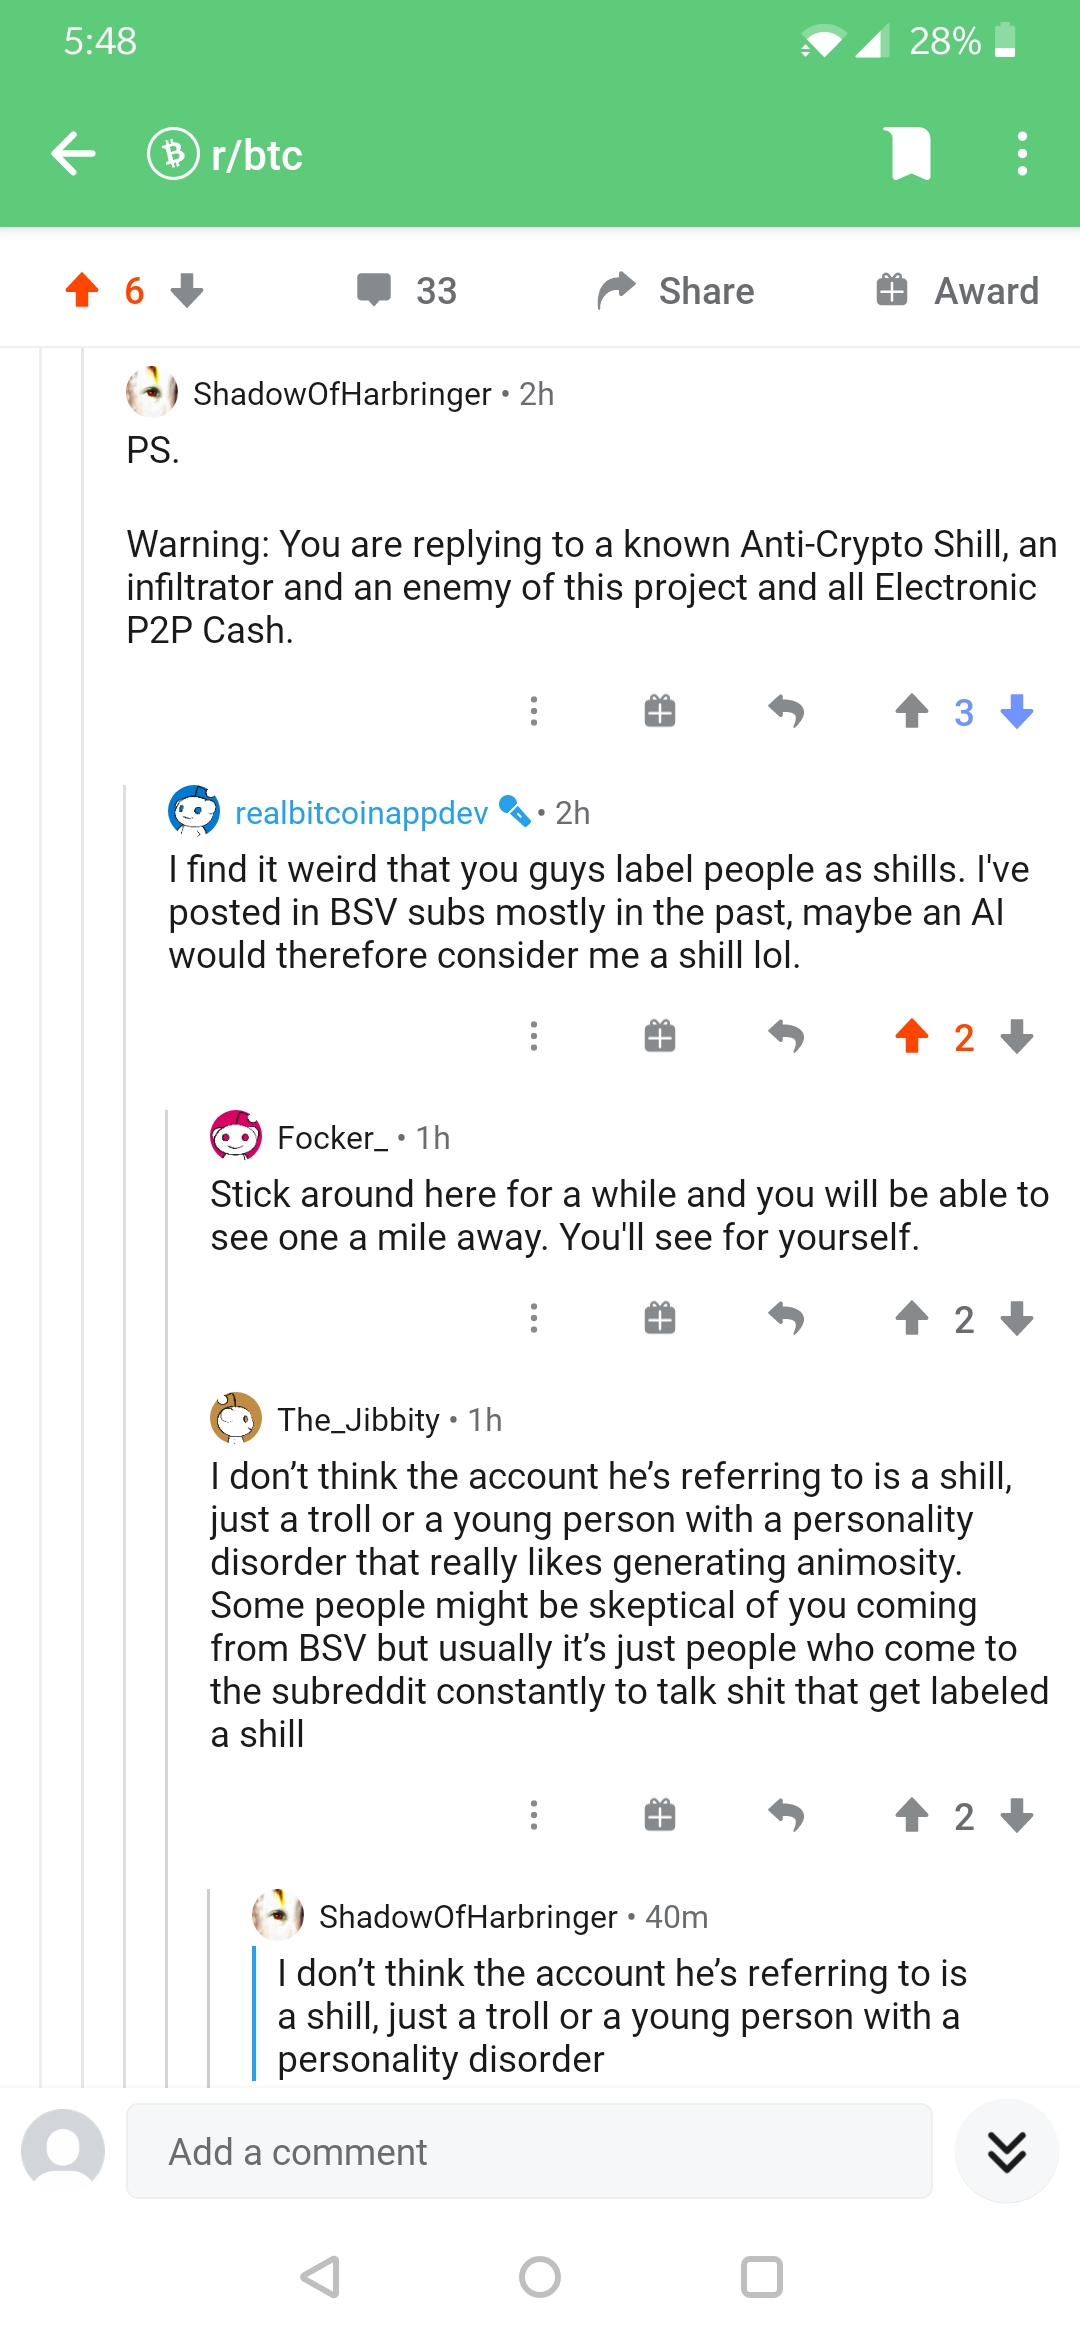 5:48
28%
r/btc
6
33
Share
Award
ShadowOfHarbringer • 2h
PS.
Warning: You are replying to a known Anti-Crypto Shill, an
infiltrator and an enemy of this project and all Electronic
P2P Cash.
3
realbitcoinappdev • 2h
I find it weird that you guys label people as shills. I've
posted in BSV subs mostly in the past, maybe an AI
would therefore consider me a shill lol.
2
Focker_ • 1h
Stick around here for a while and you will be able to
see one a mile away. You'll see for yourself.
2
The_Jibbity • 1h
I don’t think the account he’s referring to is a shill,
just a troll or a young person with a personality
disorder that really likes generating animosity.
Some people might be skeptical of you coming
from BSV but usually it’s just people who come to
the subreddit constantly to talk shit that get labeled
a shill
2
ShadowOfHarbringer • 40m
I don’t think the account he’s referring to is
a shill, just a troll or a young person with a
personality disorder
Add a comment